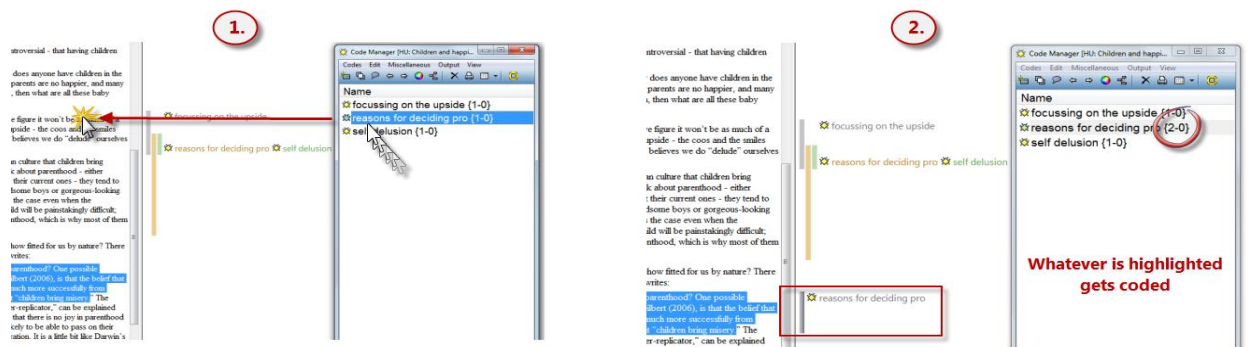 1.
ntroversial - that having children
does anyone have children in the
parents are no happier, and many
, then what are all these baby
e figure it won't be
upside - the coos and smiles
believes we do "delude" ourselves
an culture that children bring
k about parenthood - either
their current ones - they tend to
dsome boys or gorgeous-looking
the case even when the
ild will be painstakingly difficult;
nthood, which is why most of them
how fitted for us by nature? There
writes:
parenthood? One possible
ilbert (2006), is that the belief that
much more successfully from
t "children bring misery." The
er-replicator," can be explained
that there is no joy in parenthood
kely to be able to pass on their
ration. It is a little bit like Darwin's
focussing on the upside
reasons for deciding pro
self delusion
Code Manager [HU: Children and happi...
Codes Edit Miscellaneous Output View
Name
focussing on the upside {1-0}
reasons for deciding pro {1-0}
self delusion {1-0}
2.
ntroversial - that having children
does anyone have children in the
parents are no happier, and many
, then what are all these baby
ve figure it won't be as much of a
upside - the coos and the smiles
believes we do "delude" ourselves
an culture that children bring
k about parenthood - either
their current ones - they tend to
dsome boys or gorgeous-looking
the case even when the
ild will be painstakingly difficult;
nthood, which is why most of them
how fitted for us by nature? There
writes:
parenthood? One possible
ilbert (2006), is that the belief that
much more successfully from
t "children bring misery." The
er-replicator," can be explained
focussing on the upside
reasons for deciding pro
self delusion
reasons for deciding pro
Code Manager [HU: Children and happi...
Codes Edit Miscellaneous Output View
Name
focussing on the upside {1-0}
reasons for deciding pro {2-0}
self delusion {1-0}
Whatever is highlighted
gets coded